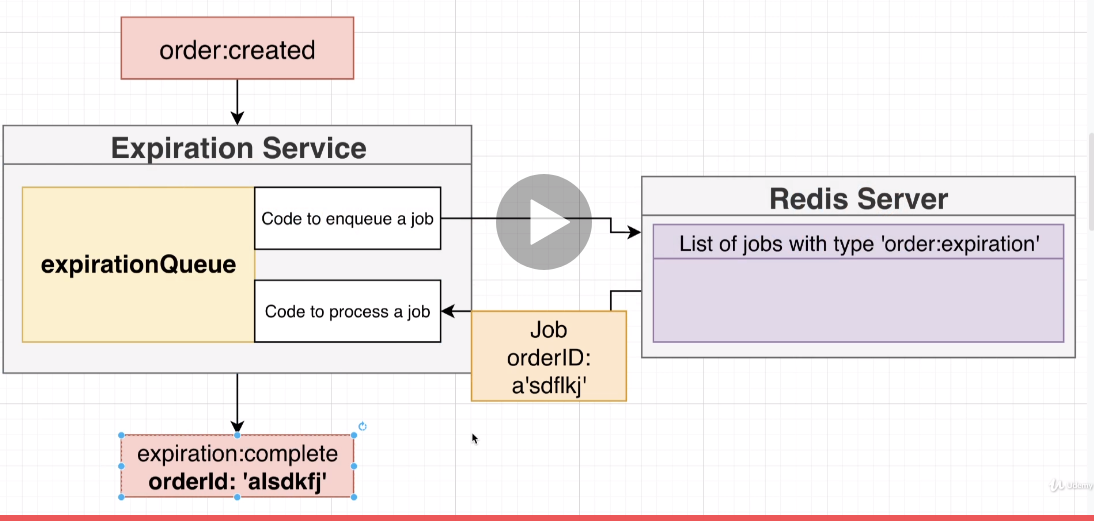 order:created
Expiration Service
expirationQueue
Code to enqueue a job
Code to process a job
Redis Server
List of jobs with type 'order:expiration'
Job
orderID:
a'sdflkj'
expiration:complete
orderId: 'alsdkfj'
Udemy